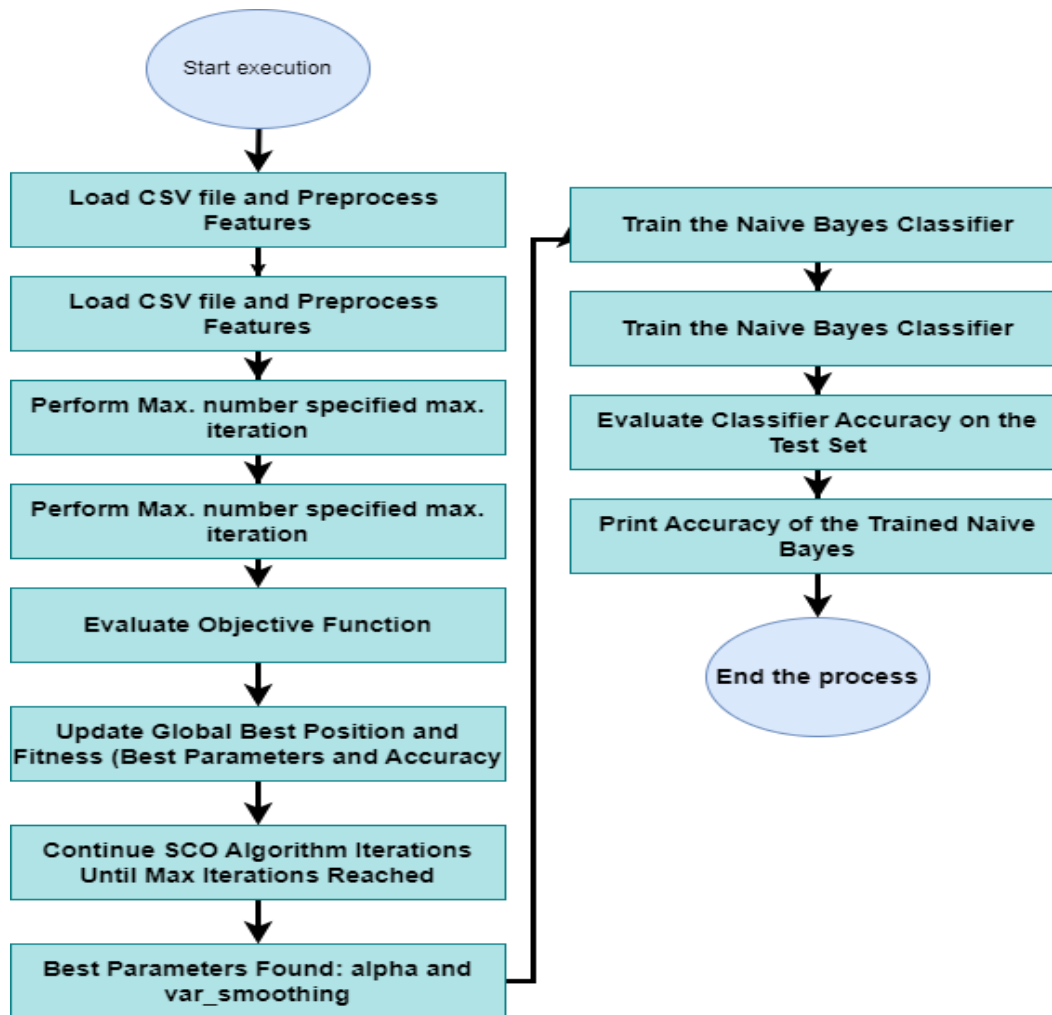 Start execution
Load CSV file and Preprocess
Features
Load CSV file and Preprocess
Features
Perform Max. number specified max.
iteration
Perform Max. number specified max.
iteration
Evaluate Objective Function
Update Global Best Position and
Fitness (Best Parameters and Accuracy
Continue SCO Algorithm Iterations
Until Max Iterations Reached
Best Parameters Found: alpha and
var_smoothing
Train the Naive Bayes Classifier
Train the Naive Bayes Classifier
Evaluate Classifier Accuracy on the
Test Set
Print Accuracy of the Trained Naive
Bayes
End the process